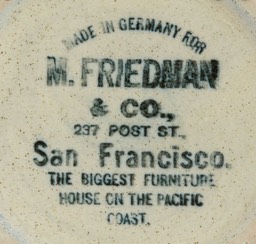 MADE IN GERMANY FOR
M. FRIEDMAN
& CO.,
237 POST ST.,
San Francisco.
THE BIGGEST FURNITURE
HOUSE ON THE PACIFIC
COAST.